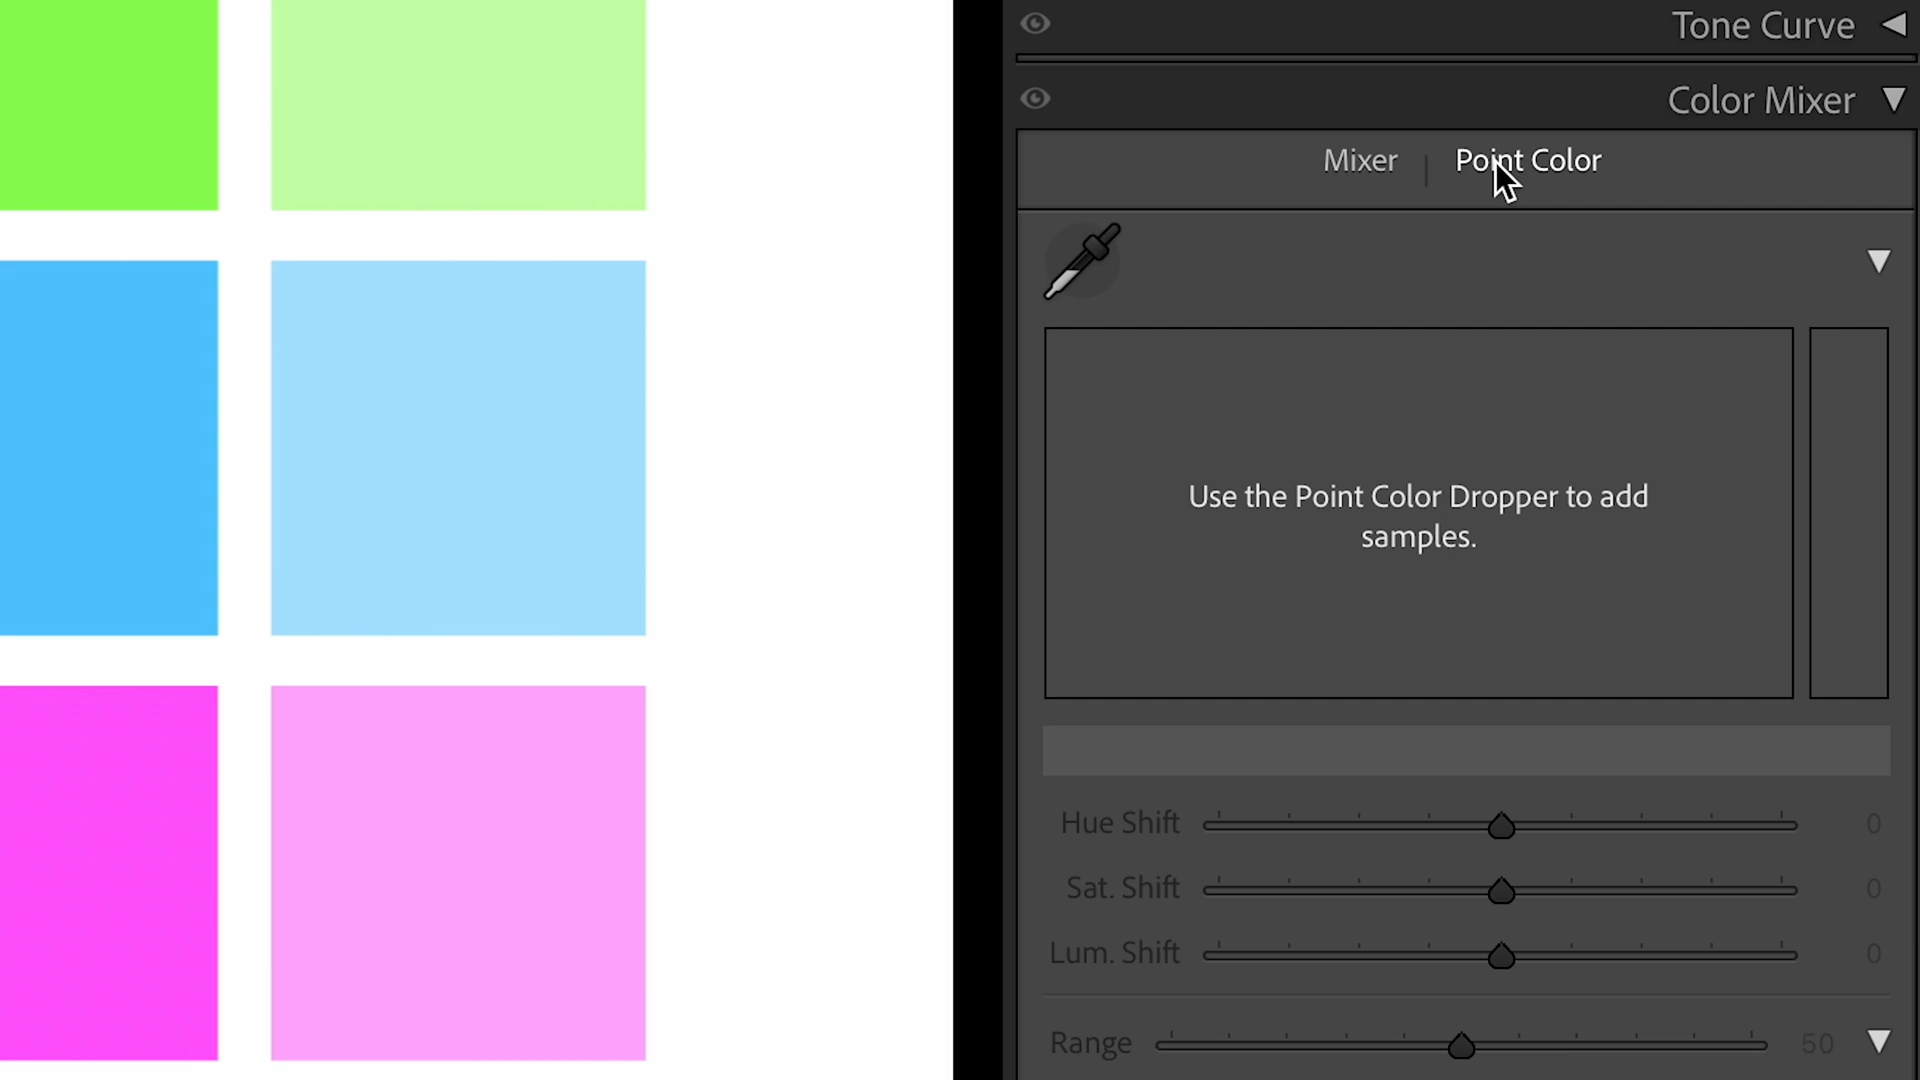 Tone Curve
Color Mixer
Mixer | Point Color
Use the Point Color Dropper to add
samples.
Hue Shift 0
Sat. Shift 0
Lum. Shift 0
Range 50